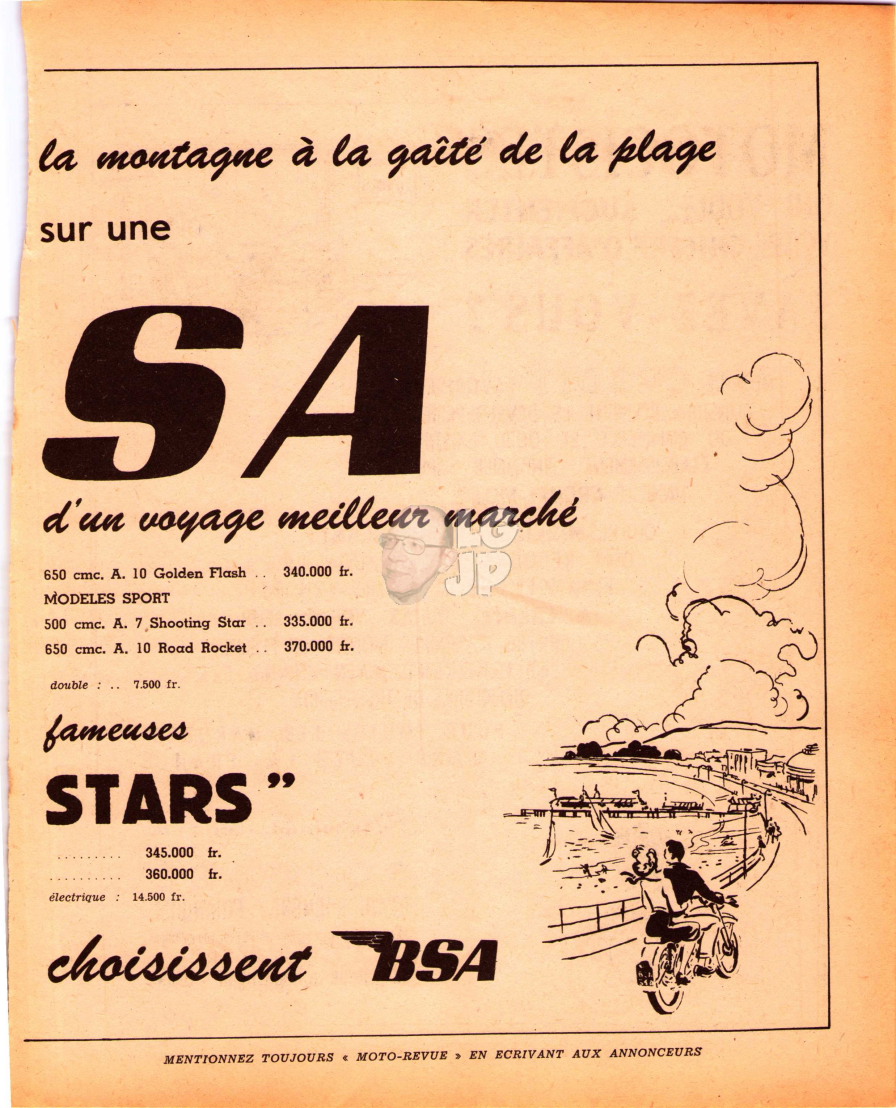 la montagne à la gaîté de la plage
sur une
SA
d'un voyage meilleur marché
LG
JP
650 cmc. A. 10 Golden Flash .. 340.000 fr.
MODELES SPORT
500 cmc. A. 7 Shooting Star .. 335.000 fr.
650 cmc. A. 10 Road Rocket .. 370.000 fr.
double : .. 7.500 fr.
fameuses
STARS"
......... 345.000 fr.
......... 360.000 fr.
électrique : 14.500 fr.
choisissent BSA
MENTIONNEZ TOUJOURS « MOTO-REVUE » EN ECRIVANT AUX ANNONCEURS